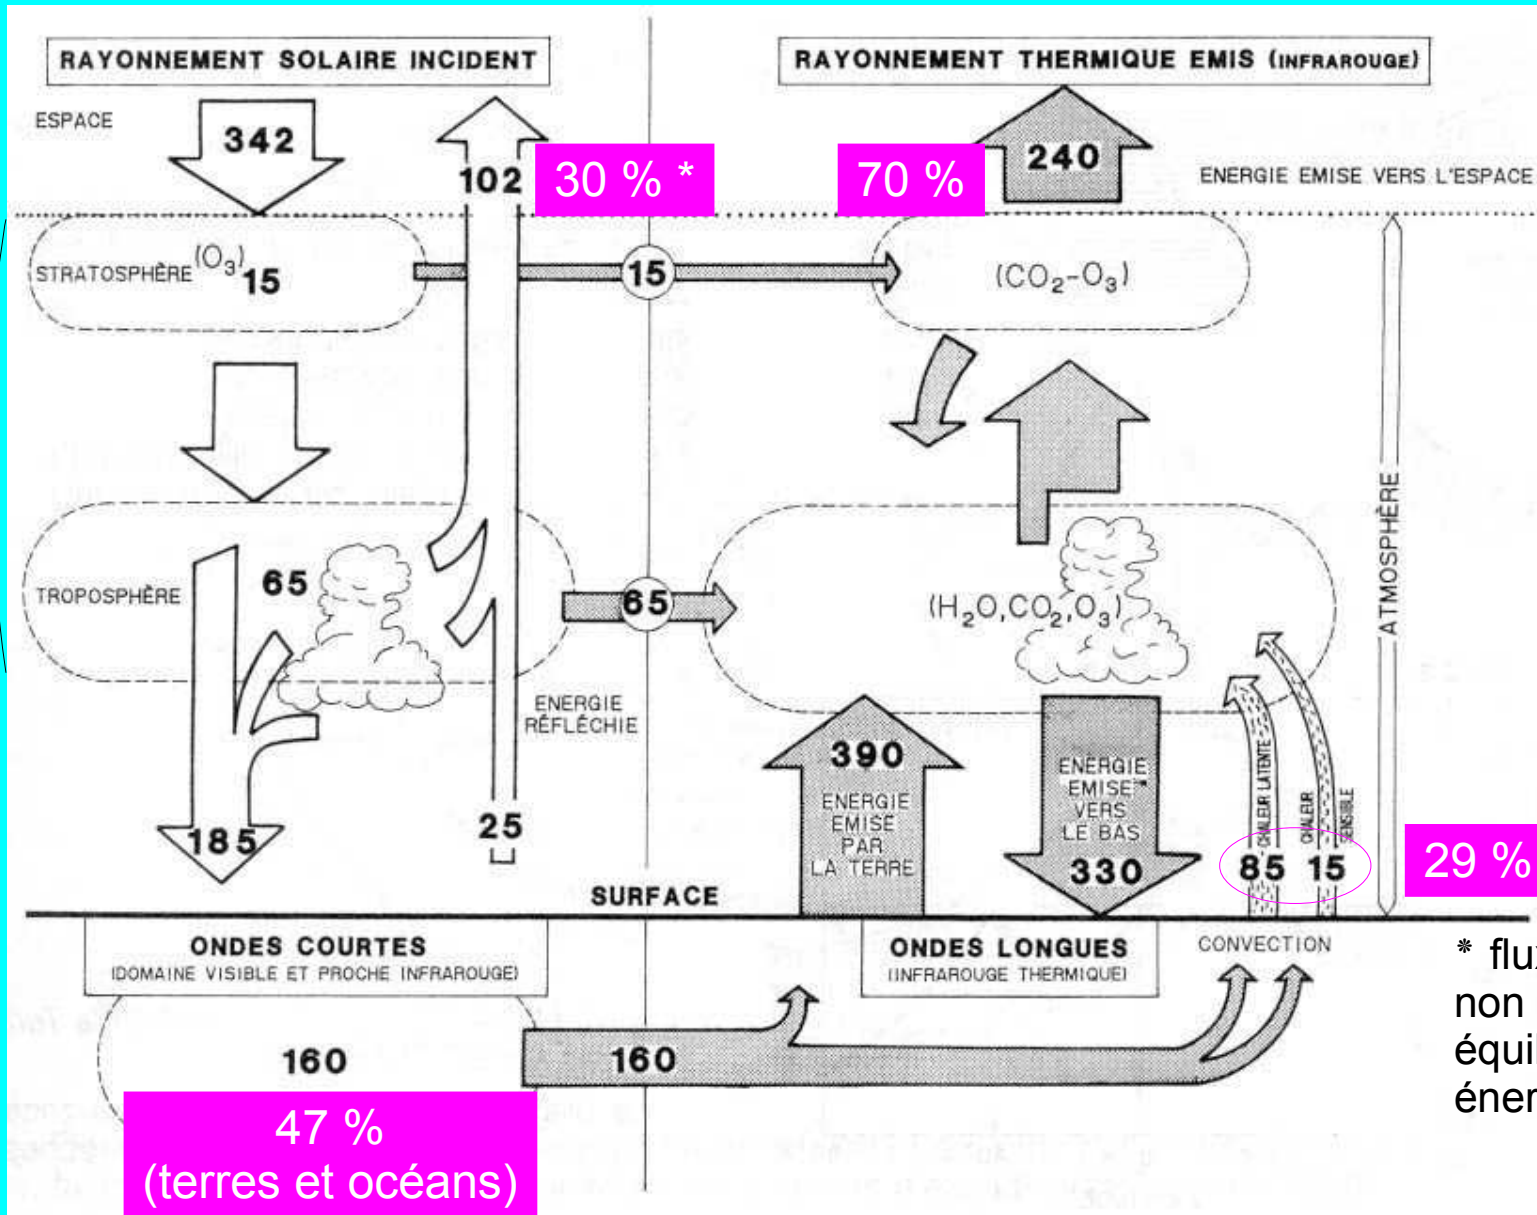 RAYONNEMENT SOLAIRE INCIDENT
RAYONNEMENT THERMIQUE EMIS (INFRAROUGE)
ESPACE
342
102
30 % *
70 %
240
ENERGIE EMISE VERS L'ESPACE
STRATOSPHÈRE
(O₃)
15
15
(CO₂-O₃)
TROPOSPHÈRE
65
65
(H₂O,CO₂,O₃)
ATMOSPHÈRE
ENERGIE
RÉFLÉCHIE
185
25
390
ENERGIE
EMISE
PAR
LA TERRE
ENERGIE
EMISE
VERS
LE BAS
330
CHALEUR LATENTE
CHALEUR
SENSIBLE
85
15
29 %
SURFACE
ONDES COURTES
(DOMAINE VISIBLE ET PROCHE INFRAROUGE)
ONDES LONGUES
(INFRAROUGE THERMIQUE)
CONVECTION
* flux
non
équil
éner
160
160
47 %
(terres et océans)